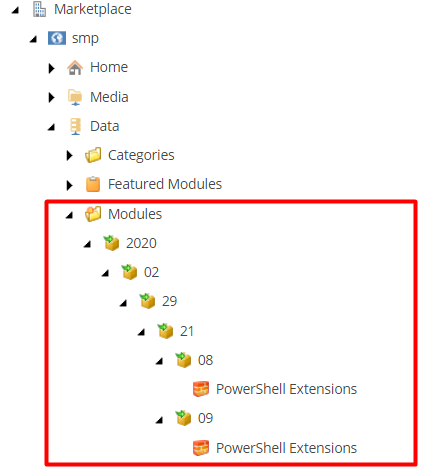 Marketplace
smp
Home
Media
Data
Categories
Featured Modules
Modules
2020
02
29
21
08
PowerShell Extensions
09
PowerShell Extensions